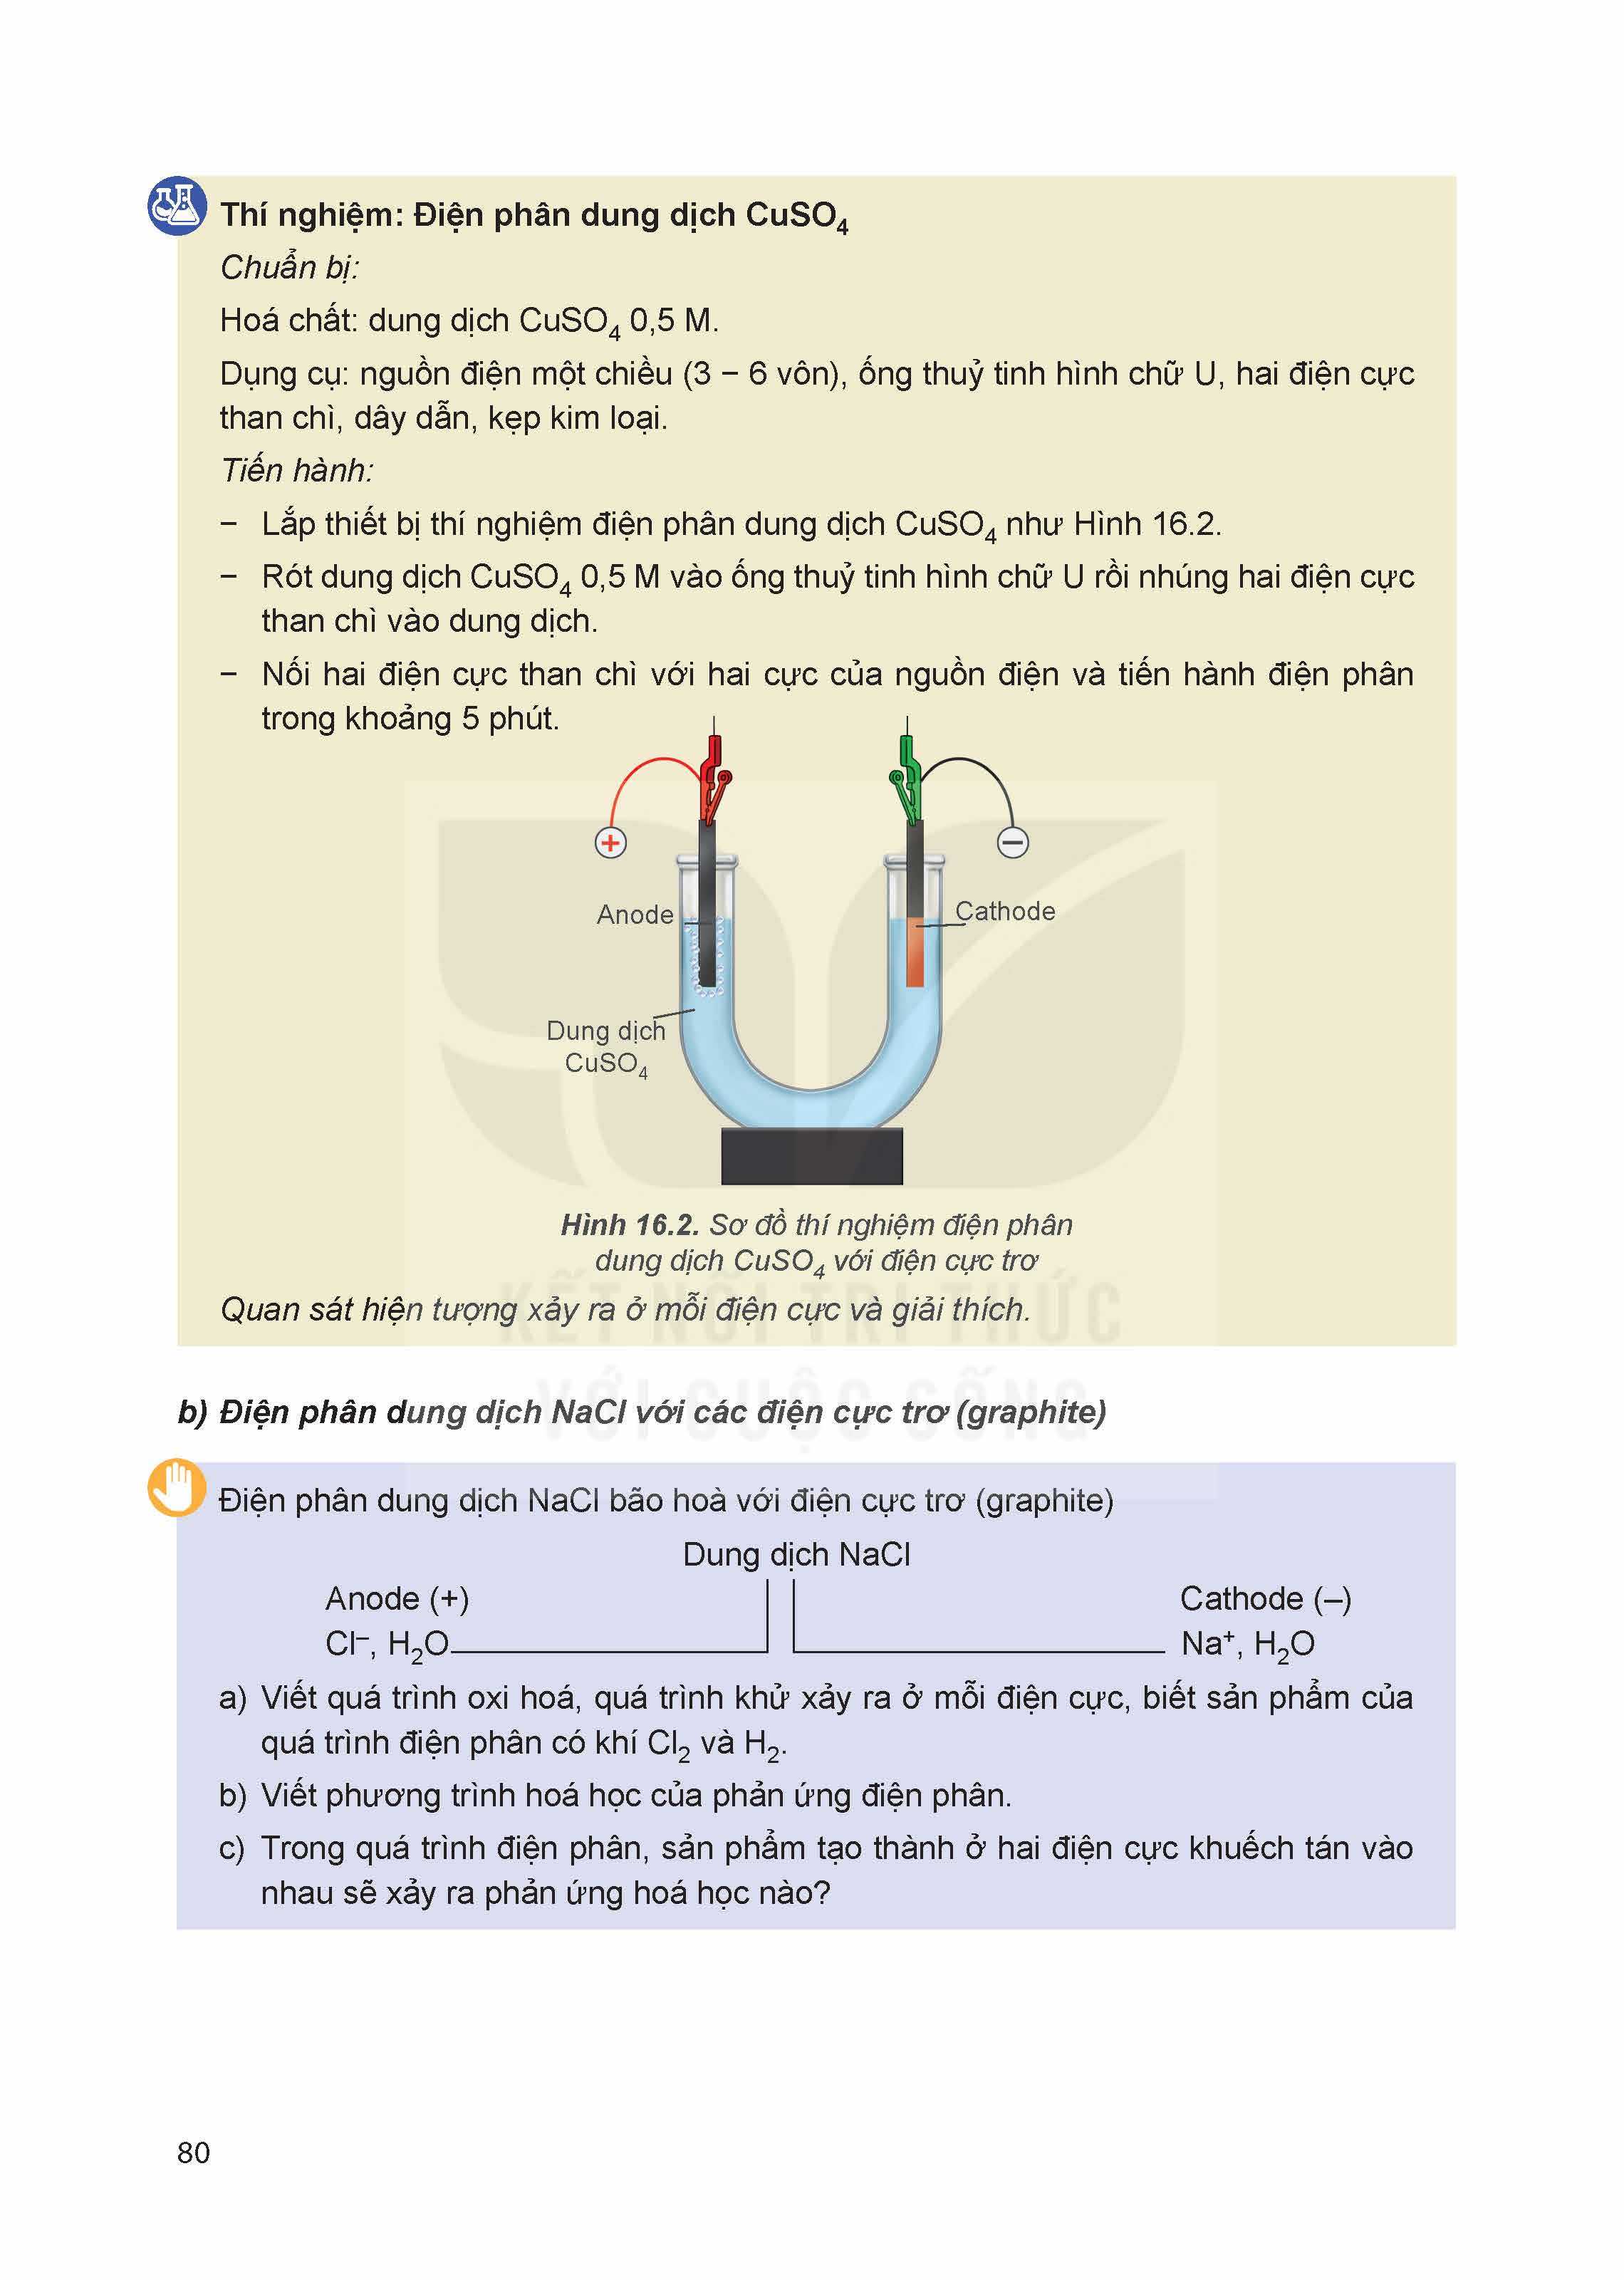 Thí nghiệm: Điện phân dung dịch CuSO₄
Chuẩn bị:
Hoá chất: dung dịch CuSO₄ 0,5 M.
Dụng cụ: nguồn điện một chiều (3 – 6 vôn), ống thuỷ tinh hình chữ U, hai điện cực
than chì, dây dẫn, kẹp kim loại.
Tiến hành:
– Lắp thiết bị thí nghiệm điện phân dung dịch CuSO₄ như Hình 16.2.
– Rót dung dịch CuSO₄ 0,5 M vào ống thuỷ tinh hình chữ U rồi nhúng hai điện cực
than chì vào dung dịch.
– Nối hai điện cực than chì với hai cực của nguồn điện và tiến hành điện phân
trong khoảng 5 phút.
+
–
Anode
Cathode
Dung dịch
CuSO₄
Hình 16.2. Sơ đồ thí nghiệm điện phân
dung dịch CuSO₄ với điện cực trơ
Quan sát hiện tượng xảy ra ở mỗi điện cực và giải thích.
KẾT NỐI TRI THỨC
VỚI CUỘC SỐNG
b) Điện phân dung dịch NaCl với các điện cực trơ (graphite)
Điện phân dung dịch NaCl bão hoà với điện cực trơ (graphite)
Dung dịch NaCl
Anode (+) Cathode (–)
Cl⁻, H₂O Na⁺, H₂O
a) Viết quá trình oxi hoá, quá trình khử xảy ra ở mỗi điện cực, biết sản phẩm của
quá trình điện phân có khí Cl₂ và H₂.
b) Viết phương trình hoá học của phản ứng điện phân.
c) Trong quá trình điện phân, sản phẩm tạo thành ở hai điện cực khuếch tán vào
nhau sẽ xảy ra phản ứng hoá học nào?
80